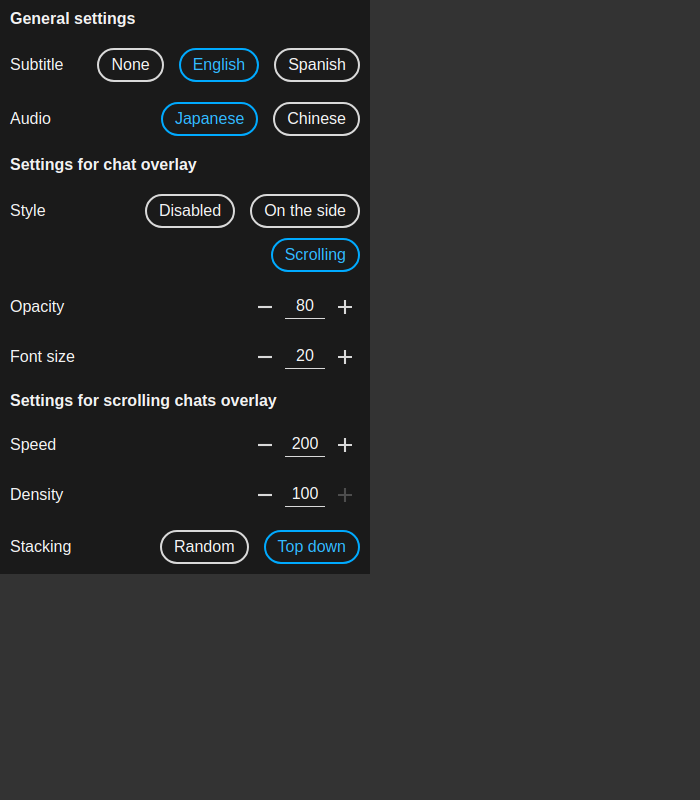 General settings
Subtitle None English Spanish
Audio Japanese Chinese
Settings for chat overlay
Style Disabled On the side
Scrolling
Opacity — 80 +
Font size — 20 +
Settings for scrolling chats overlay
Speed — 200 +
Density — 100 +
Stacking Random Top down